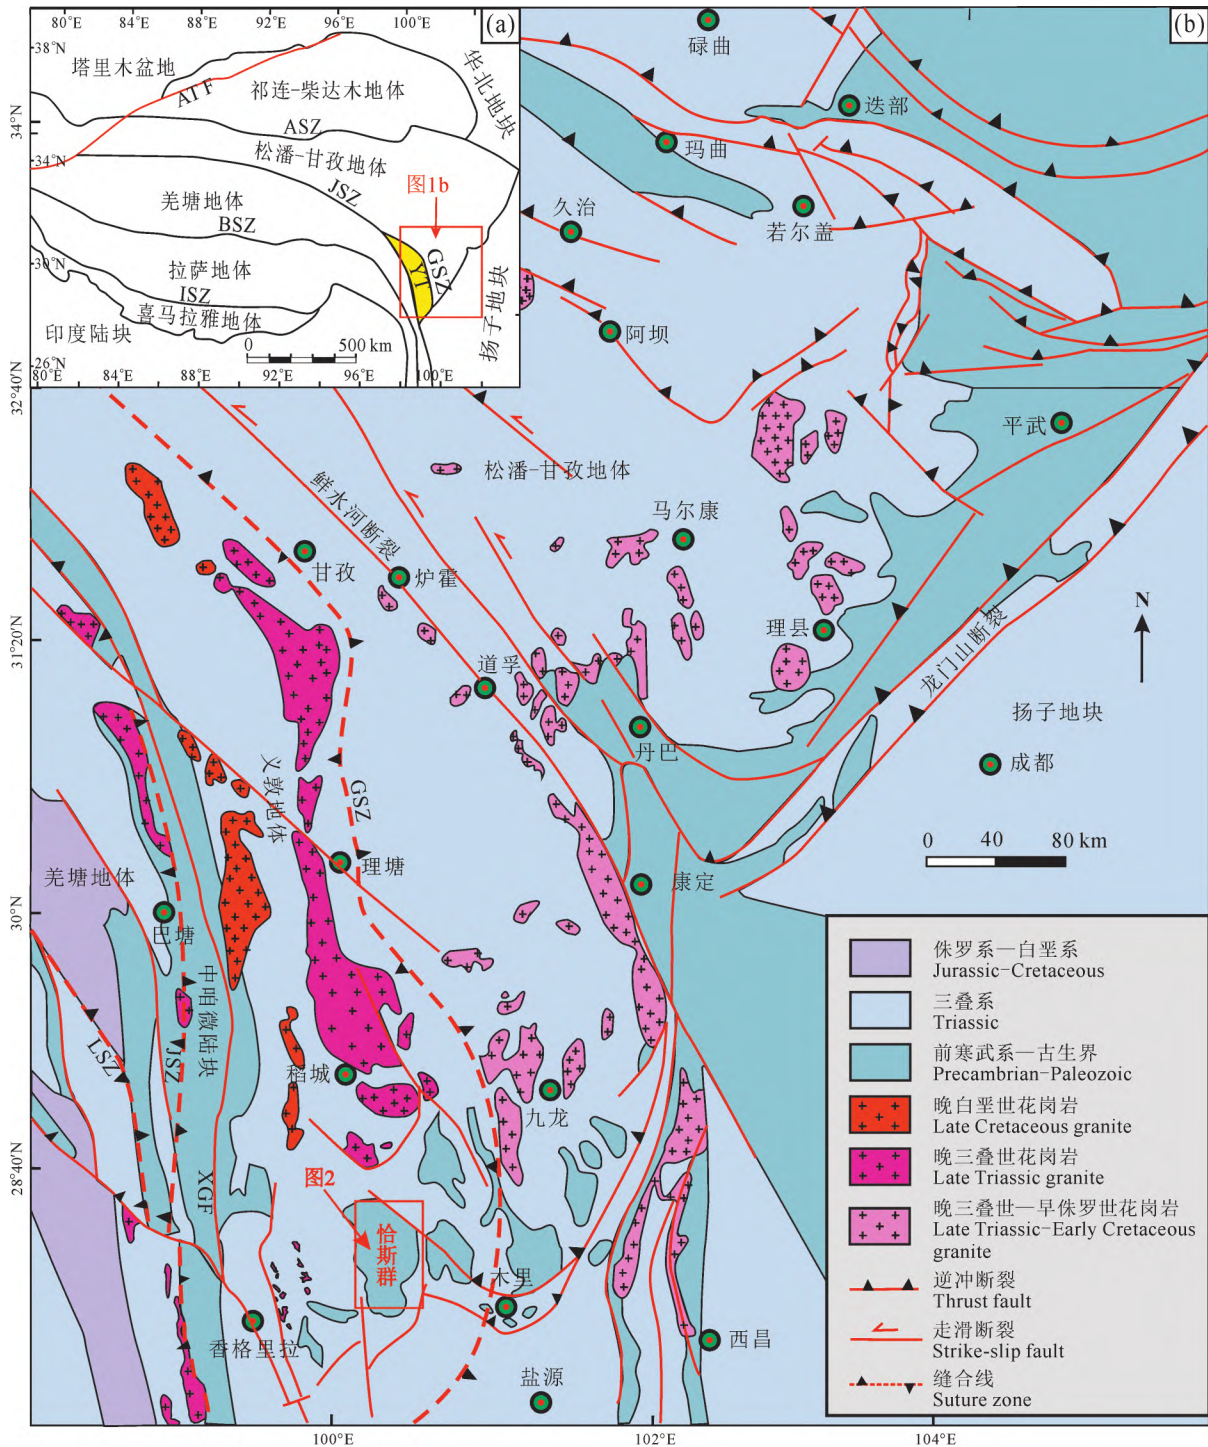 (a)
80°E
84°E
88°E
92°E
96°E
100°E
38°N
34°N
30°N
26°N
塔里木盆地
ATF
祁连-柴达木地体
华北地块
ASZ
松潘-甘孜地体
JSZ
图1b
羌塘地体
BSZ
GSZ
YT
拉萨地体
ISZ
喜马拉雅地体
印度陆块
扬子地块
0
500 km
80°E
84°E
88°E
92°E
96°E
100°E
(b)
碌曲
迭部
玛曲
久治
若尔盖
阿坝
平武
松潘-甘孜地体
鲜水河断裂
马尔康
甘孜
炉霍
理县
道孚
龙门山断裂
N
扬子地块
丹巴
成都
义敦地体
GSZ
理塘
0
40
80 km
羌塘地体
康定
巴塘
中咱微陆块
LSZ
JSZ
稻城
九龙
XGF
图2
恰斯群
木里
香格里拉
西昌
盐源
34°N
32°40'N
31°20'N
30°N
28°40'N
100°E
102°E
104°E
侏罗系—白垩系
Jurassic-Cretaceous
三叠系
Triassic
前寒武系—古生界
Precambrian-Paleozoic
晚白垩世花岗岩
Late Cretaceous granite
晚三叠世花岗岩
Late Triassic granite
晚三叠世—早侏罗世花岗岩
Late Triassic-Early Cretaceous
granite
逆冲断裂
Thrust fault
走滑断裂
Strike-slip fault
缝合线
Suture zone